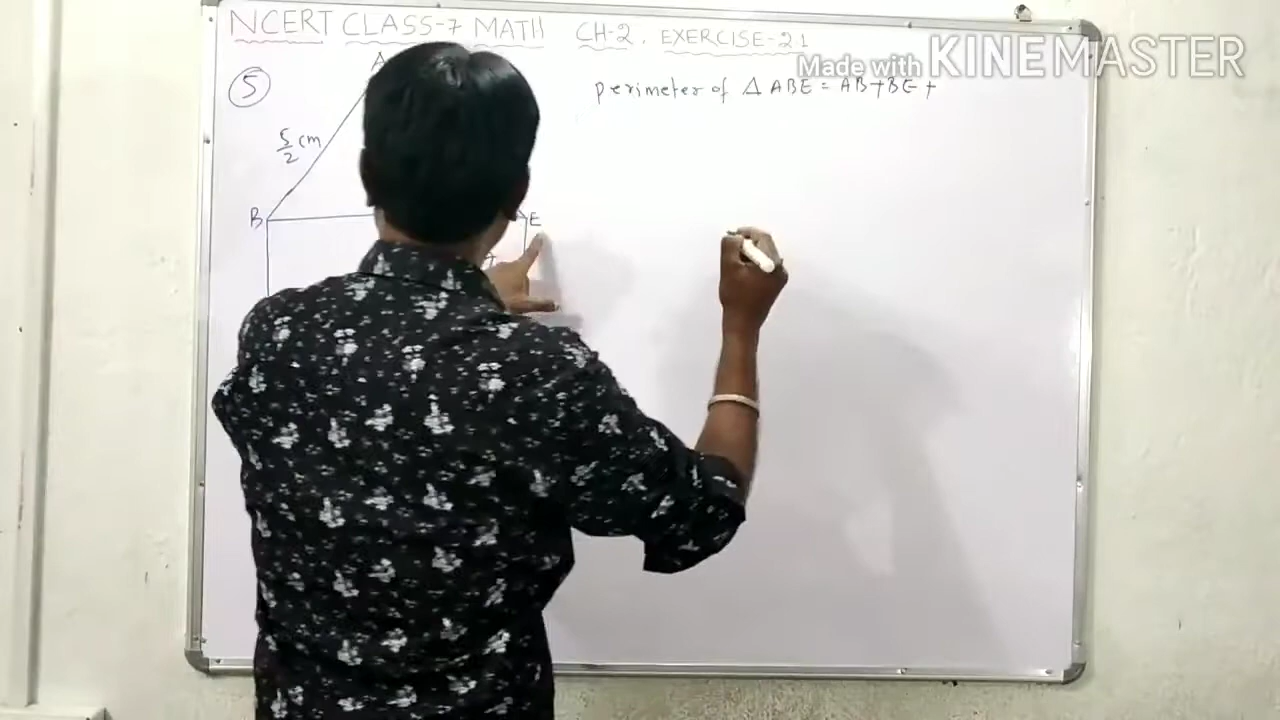 NCERT CLASS-7 MATH CH-2, EXERCISE-2.1
Made with KINEMASTER
5
A
perimeter of Δ ABE = AB+BE+
5/2 cm
B
E